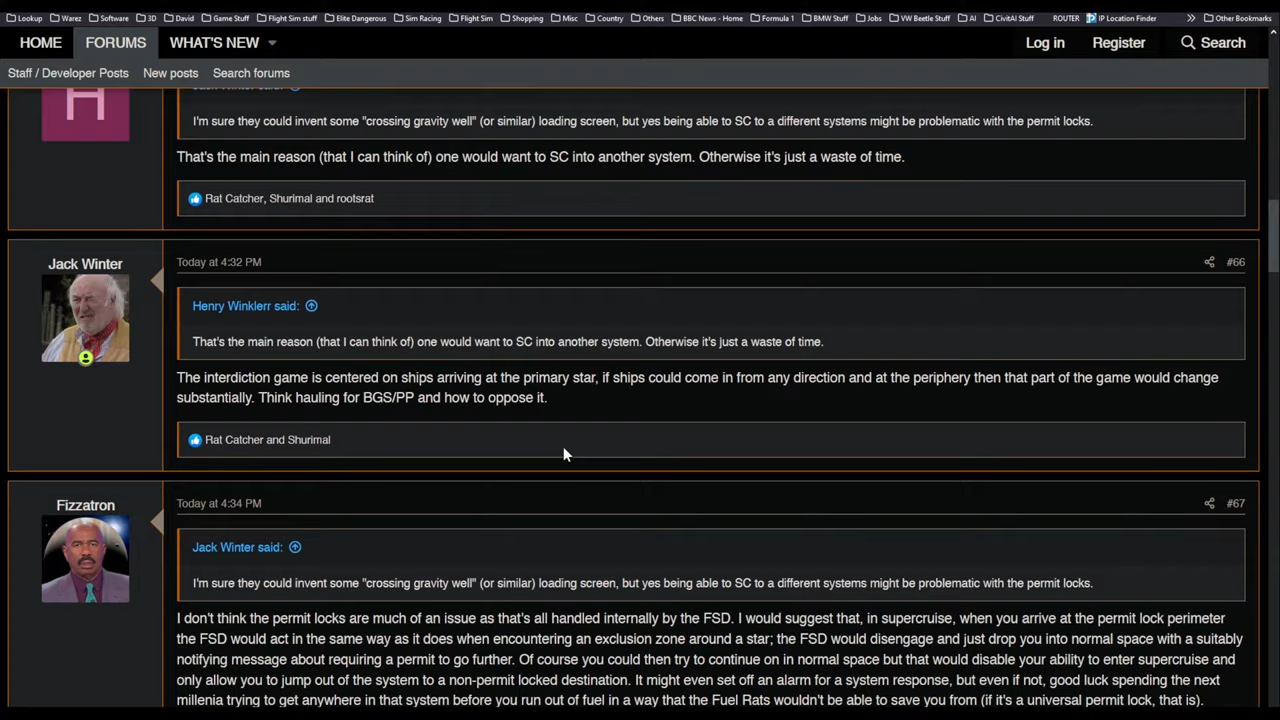 Lookup Warez Software 3D David Game Stuff Flight Sim stuff Elite Dangerous Sim Racing Flight Sim Shopping Misc Country Others BBC News - Home Formula 1 BMW Stuff Jobs VW Beetle Stuff AI CivitAI Stuff ROUTER IP Location Finder Other Bookmarks
HOME FORUMS WHAT'S NEW Log in Register Search
Staff / Developer Posts New posts Search forums
H
Jack Winter said:
I'm sure they could invent some "crossing gravity well" (or similar) loading screen, but yes being able to SC to a different systems might be problematic with the permit locks.
That's the main reason (that I can think of) one would want to SC into another system. Otherwise it's just a waste of time.
Rat Catcher, Shurimal and rootsrat
Jack Winter
Today at 4:32 PM #66
Henry Winklerr said:
That's the main reason (that I can think of) one would want to SC into another system. Otherwise it's just a waste of time.
The interdiction game is centered on ships arriving at the primary star, if ships could come in from any direction and at the periphery then that part of the game would change
substantially. Think hauling for BGS/PP and how to oppose it.
Rat Catcher and Shurimal
Fizzatron
Today at 4:34 PM #67
Jack Winter said:
I'm sure they could invent some "crossing gravity well" (or similar) loading screen, but yes being able to SC to a different systems might be problematic with the permit locks.
I don't think the permit locks are much of an issue as that's all handled internally by the FSD. I would suggest that, in supercruise, when you arrive at the permit lock perimeter
the FSD would act in the same way as it does when encountering an exclusion zone around a star; the FSD would disengage and just drop you into normal space with a suitably
notifying message about requiring a permit to go further. Of course you could then try to continue on in normal space but that would disable your ability to enter supercruise and
only allow you to jump out of the system to a non-permit locked destination. It might even set off an alarm for a system response, but even if not, good luck spending the next
millenia trying to get anywhere in that system before you run out of fuel in a way that the Fuel Rats wouldn't be able to save you from (if it's a universal permit lock, that is).